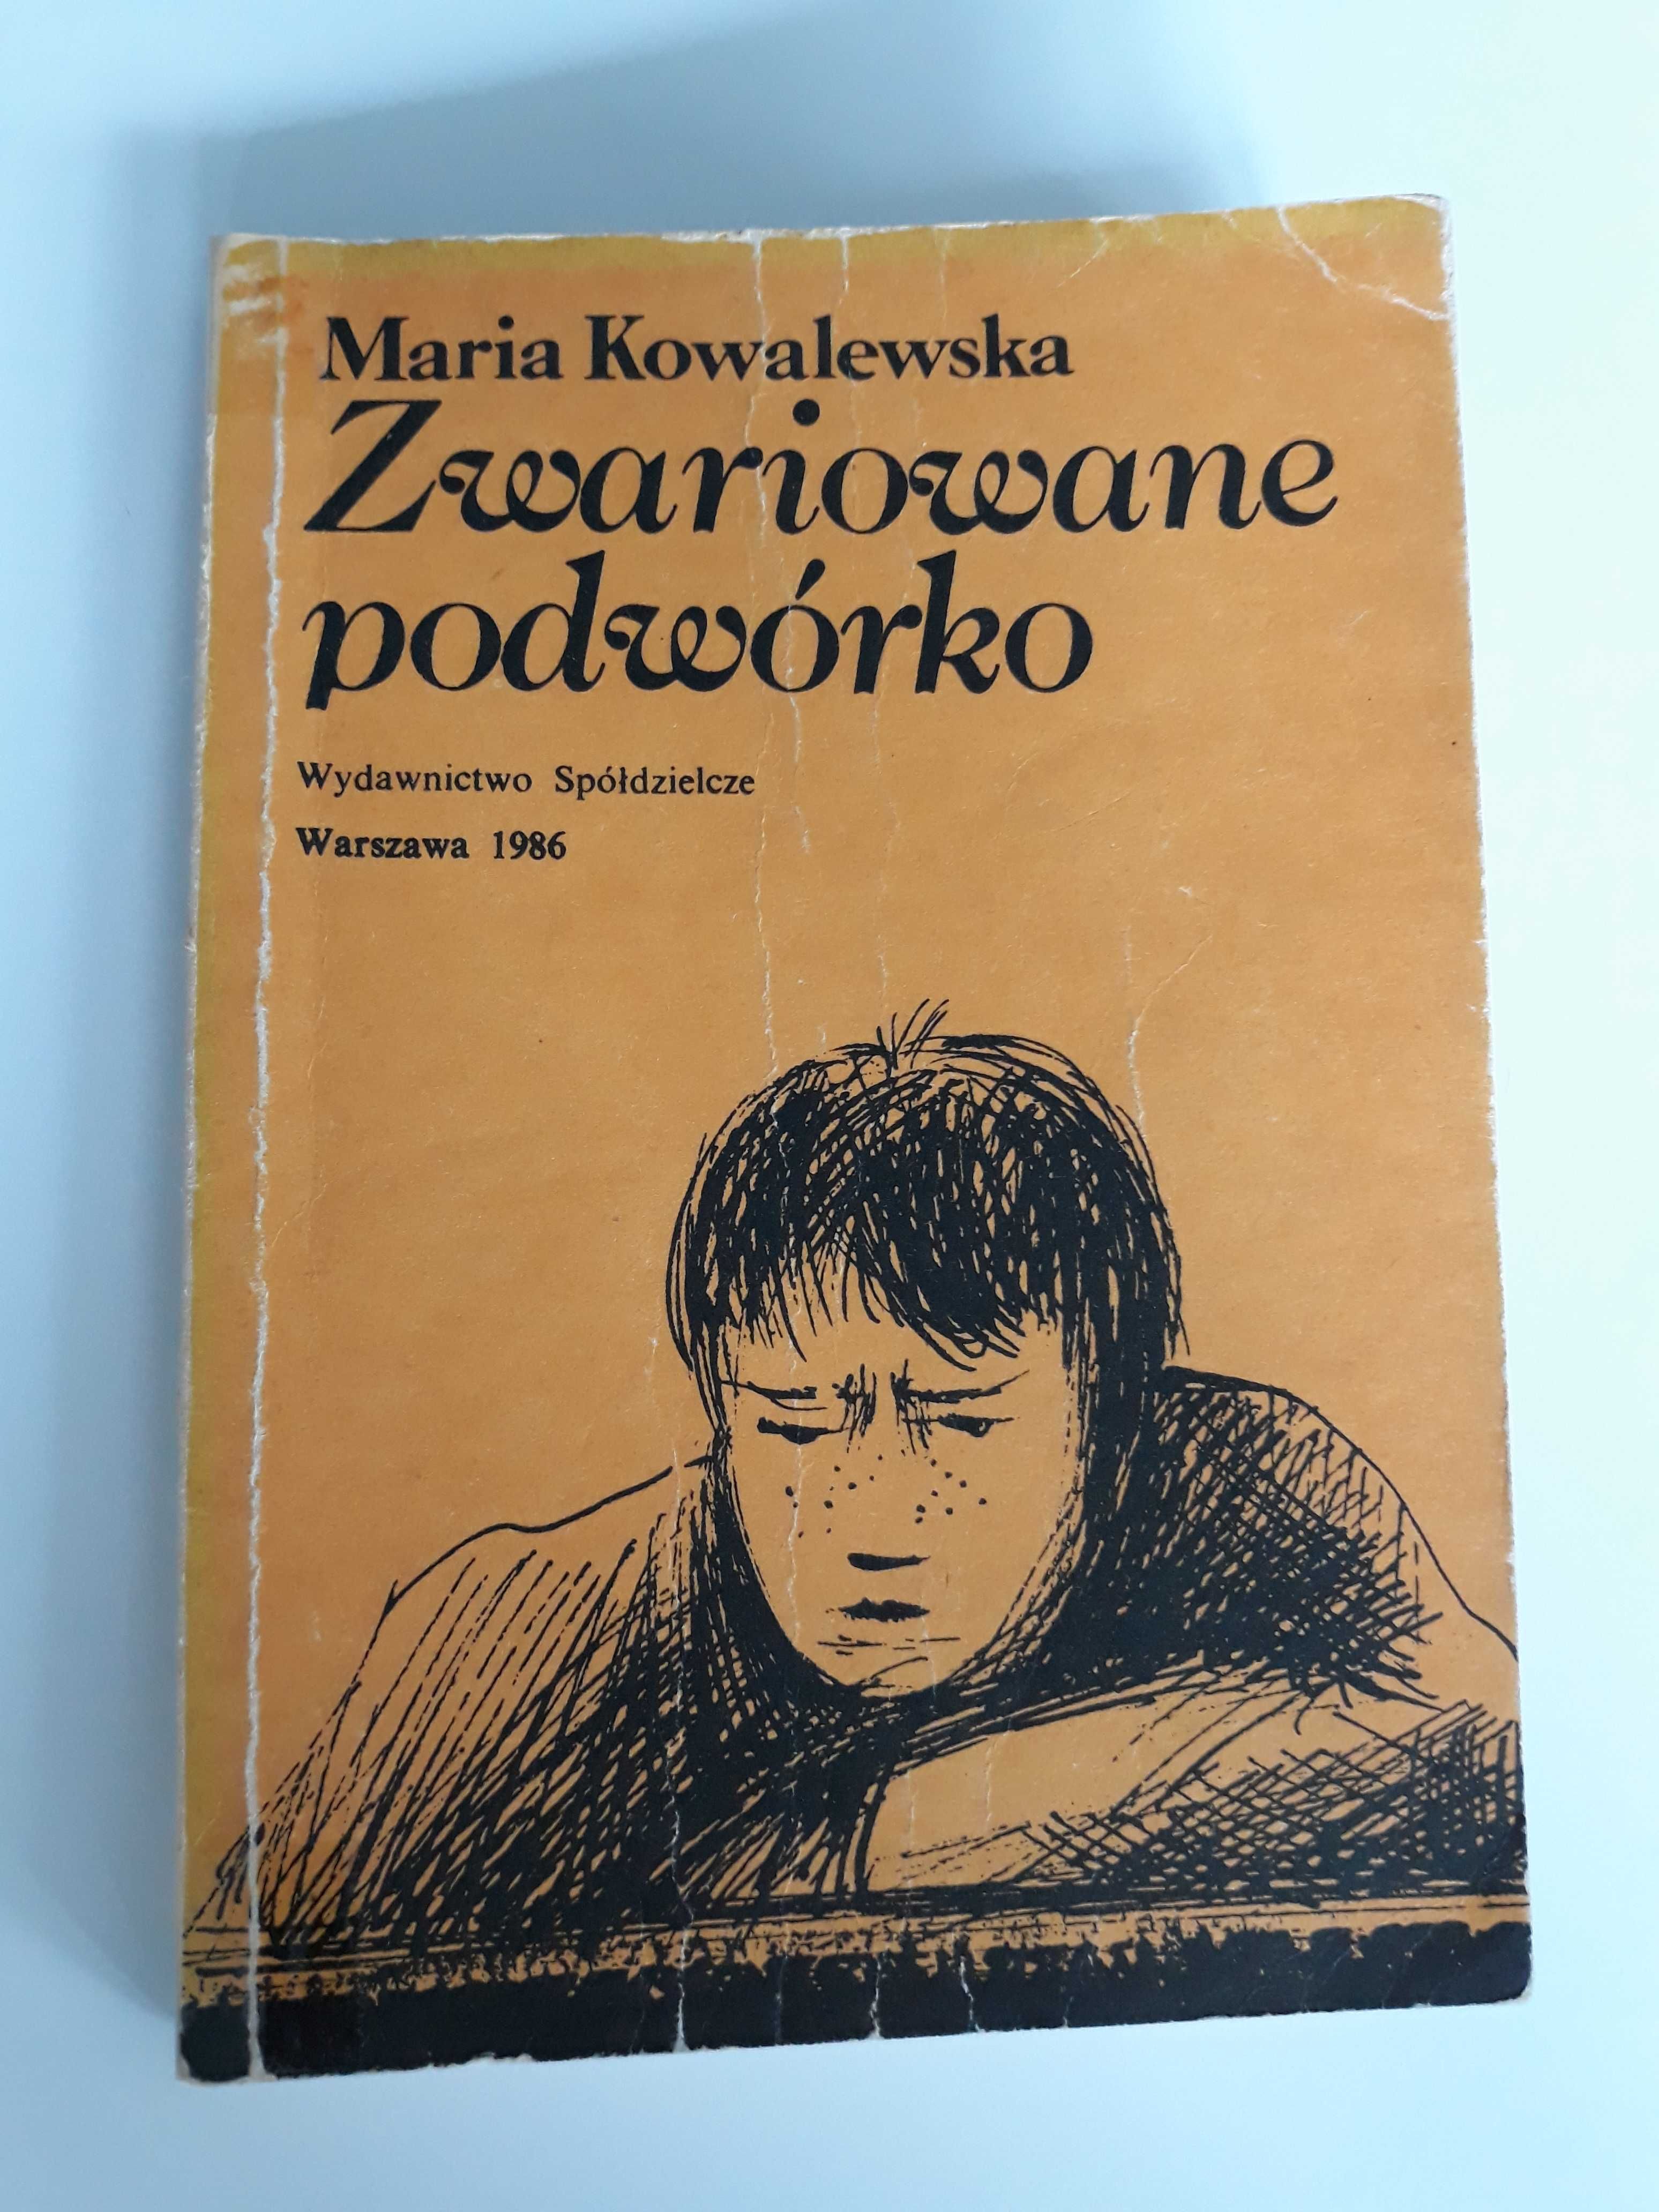 Maria Kowalewska
Zwariowane
podwórko
Wydawnictwo Spółdzielcze
Warszawa 1986